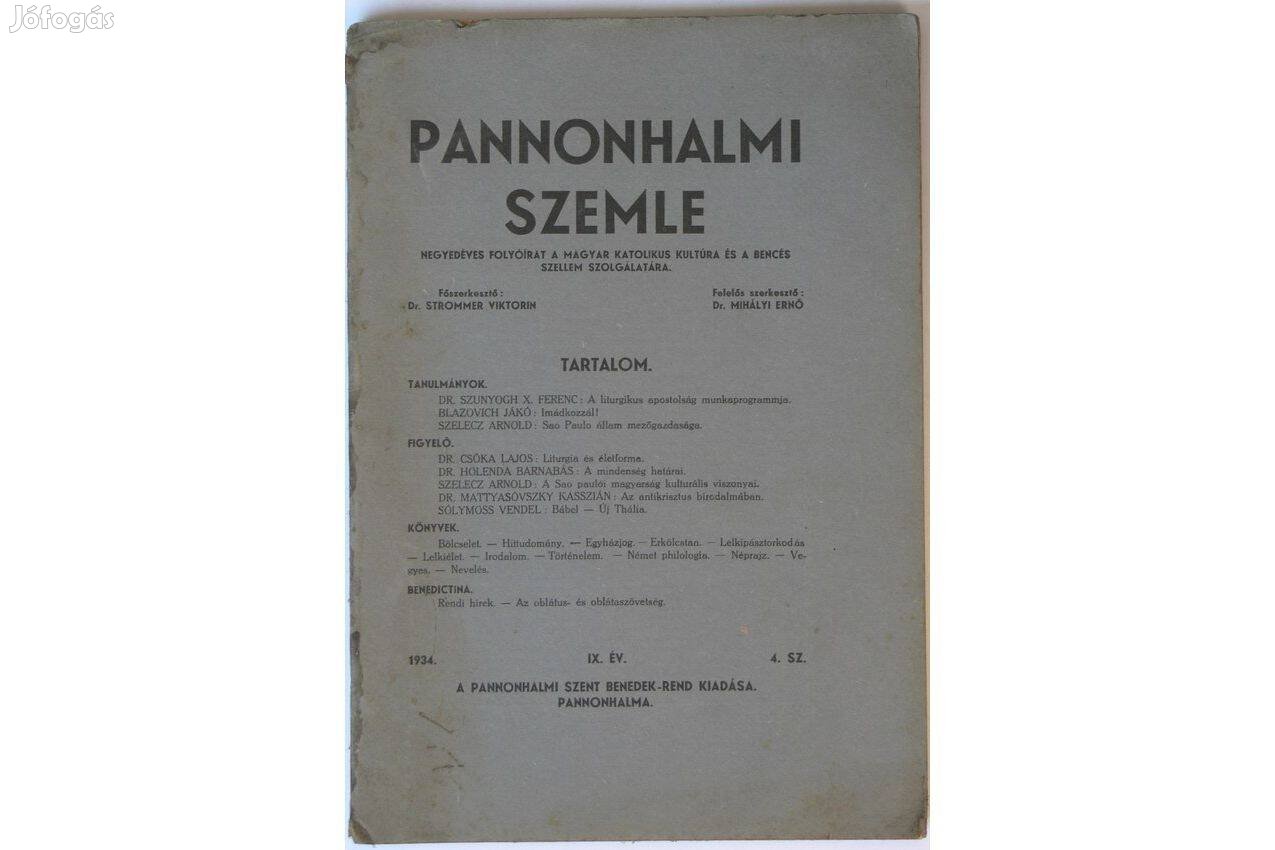 Jófogás
PANNONHALMI
SZEMLE
NEGYEDÉVES FOLYÓIRAT A MAGYAR KATOLIKUS KULTÚRA ÉS A BENCÉS
SZELLEM SZOLGÁLATÁRA.
Főszerkesztő :
Dr. STROMMER VIKTORIN
Felelős szerkesztő :
Dr. MIHÁLYI ERNŐ
TARTALOM.
TANULMÁNYOK.
DR. SZUNYOGH X. FERENC : A liturgikus apostolság munkaprogrammja.
BLAZOVICH JÁKÓ : Imádkozzál!
SZELECZ ARNOLD : Sao Paulo állam mezőgazdasága.
FIGYELŐ.
DR. CSÓKA LAJOS : Liturgia és életforma.
DR. HOLENDA BARNABÁS : A mindenség határai.
SZELECZ ARNOLD : A Sao paulói magyarság kulturális viszonyai.
DR. MATTYASÓVSZKY KASSZIÁN : Az antikrisztus birodalmában.
SÓLYMOSS VENDEL : Bábel — Új Thália.
KÖNYVEK.
Bölcselet. — Hittudomány. — Egyházjog. — Erkölcstan. — Lelkipásztorkodás
— Lelkiélet. — Irodalom. — Történelem. — Német philologia. — Néprajz. — Ve-
gyes. — Nevelés.
BENEDICTINA.
Rendi hírek. — Az oblátus- és oblátaszövetség.
1934. IX. ÉV. 4. SZ.
A PANNONHALMI SZENT BENEDEK-REND KIADÁSA.
PANNONHALMA.